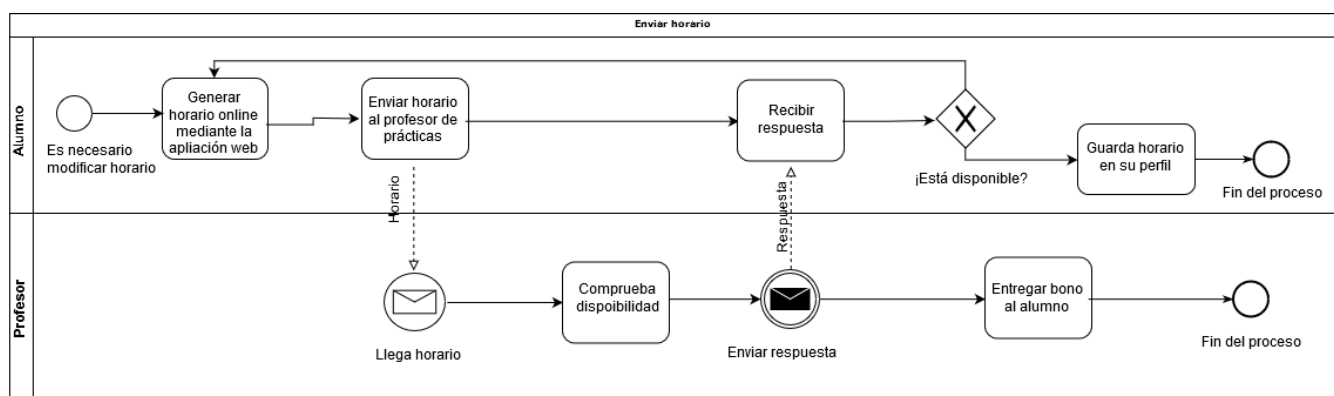 Enviar horario
Alumno
Es necesario
modificar horario
Generar
horario online
mediante la
apliación web
Enviar horario
al profesor de
prácticas
Horario
Recibir
respuesta
Respuesta
¡Está disponible?
Guarda horario
en su perfil
Fin del proceso
Profesor
Llega horario
Comprueba
dispoibilidad
Enviar respuesta
Entregar bono
al alumno
Fin del proceso